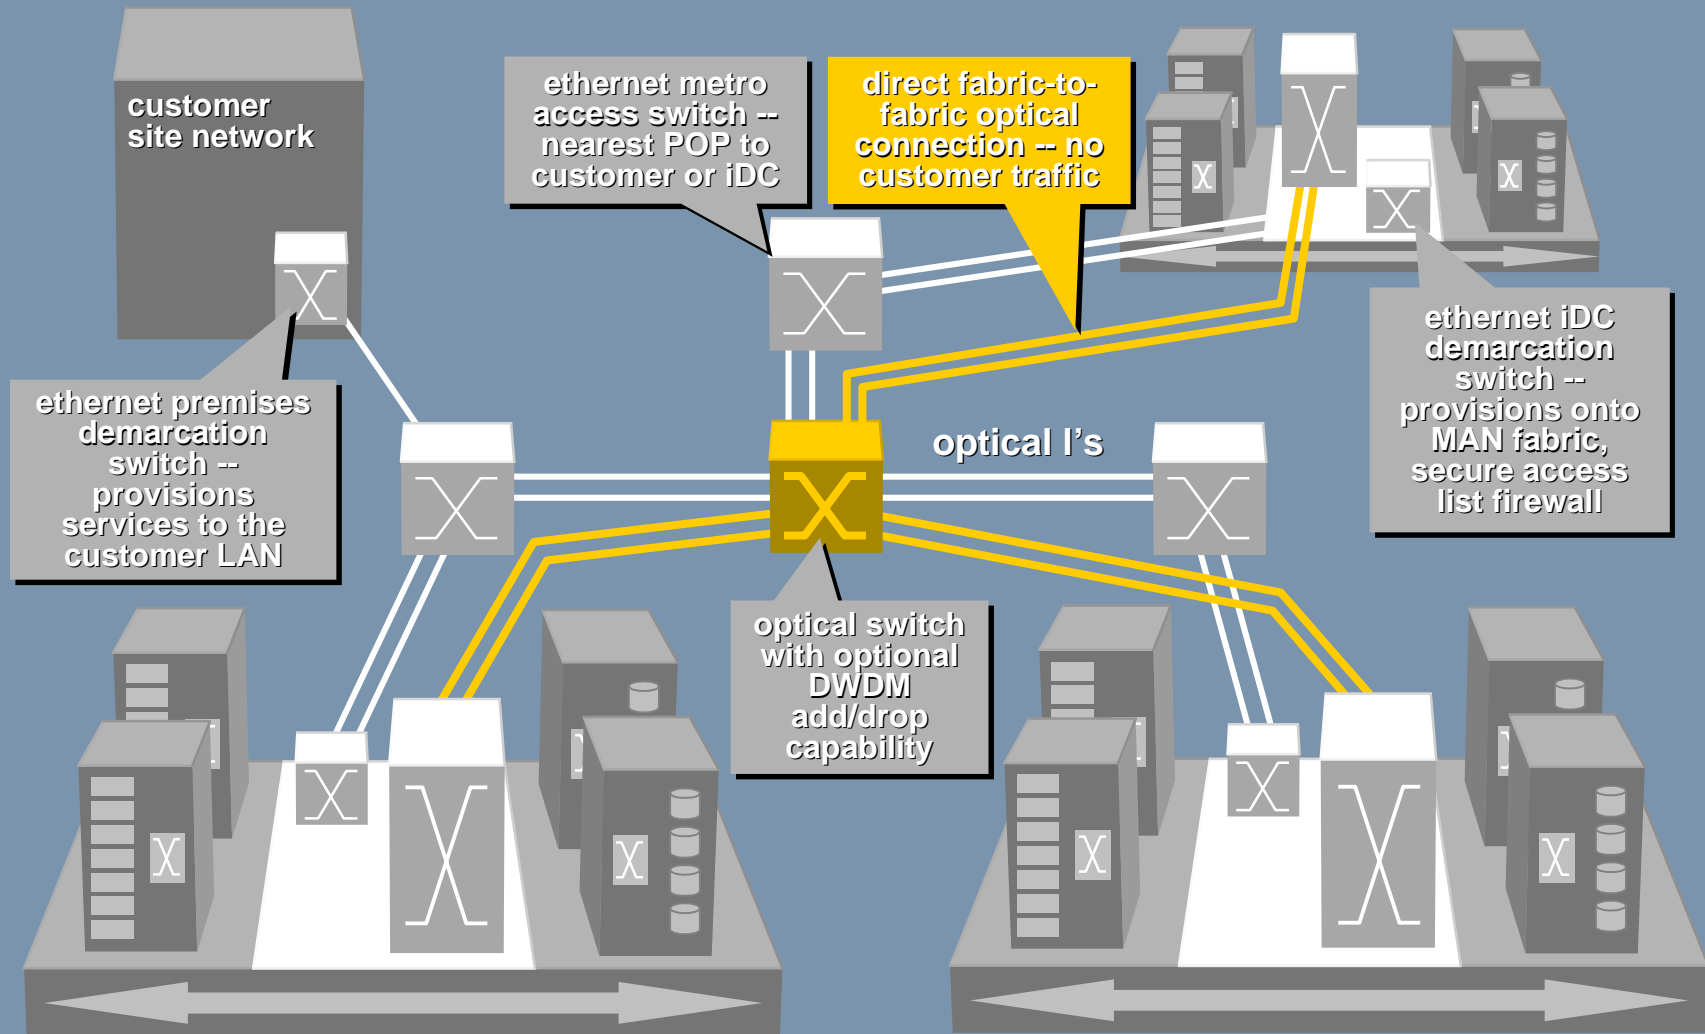 customer
site network
ethernet metro
access switch --
nearest POP to
customer or iDC
direct fabric-to-
fabric optical
connection -- no
customer traffic
ethernet iDC
demarcation
switch --
provisions onto
MAN fabric,
secure access
list firewall
ethernet premises
demarcation
switch --
provisions
services to the
customer LAN
optical l's
optical switch
with optional
DWDM
add/drop
capability